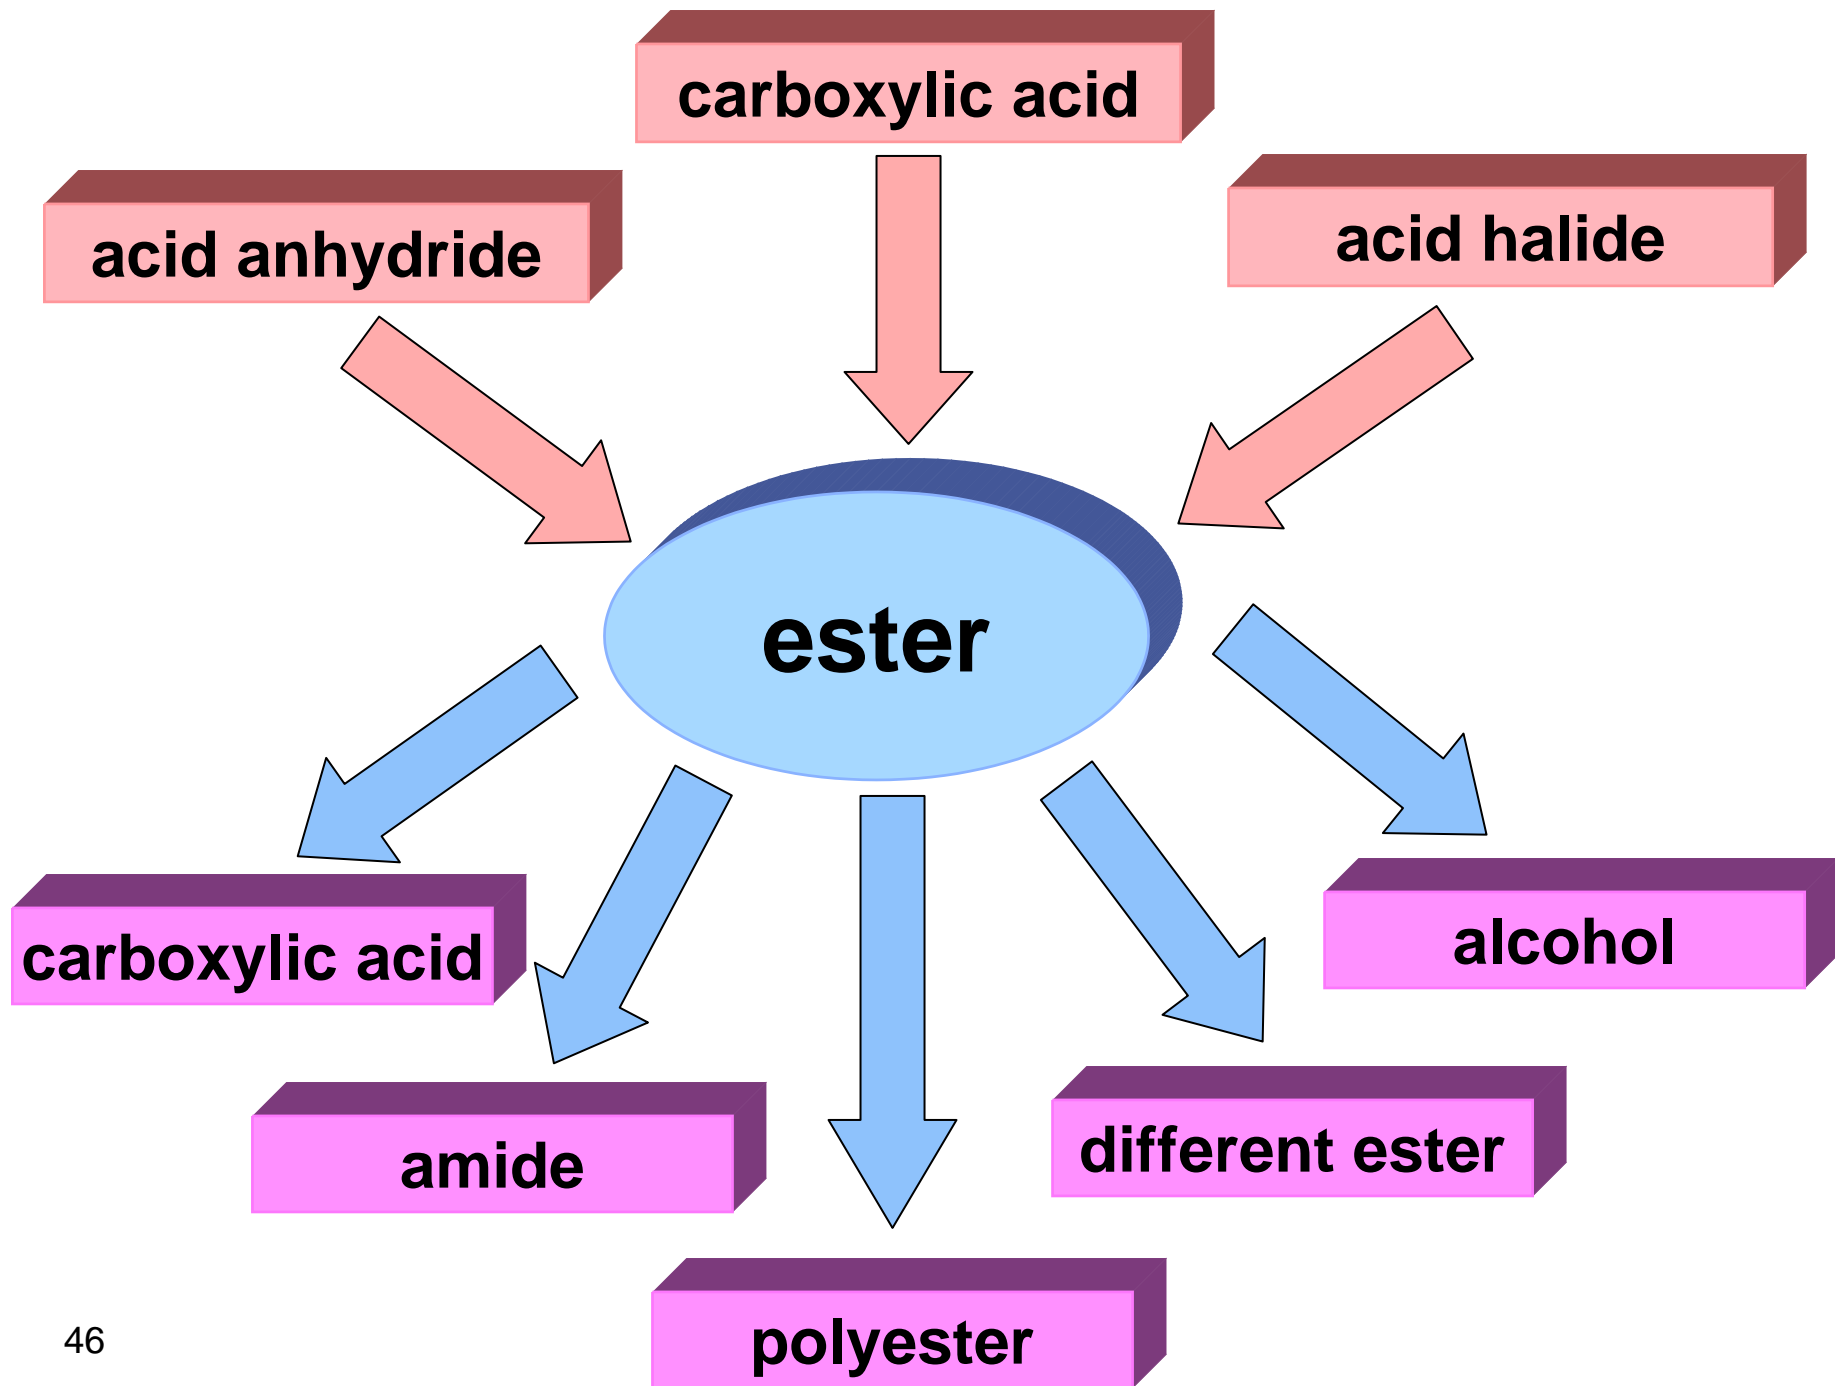 carboxylic acid
acid anhydride
acid halide
ester
carboxylic acid
alcohol
amide
different ester
polyester
46